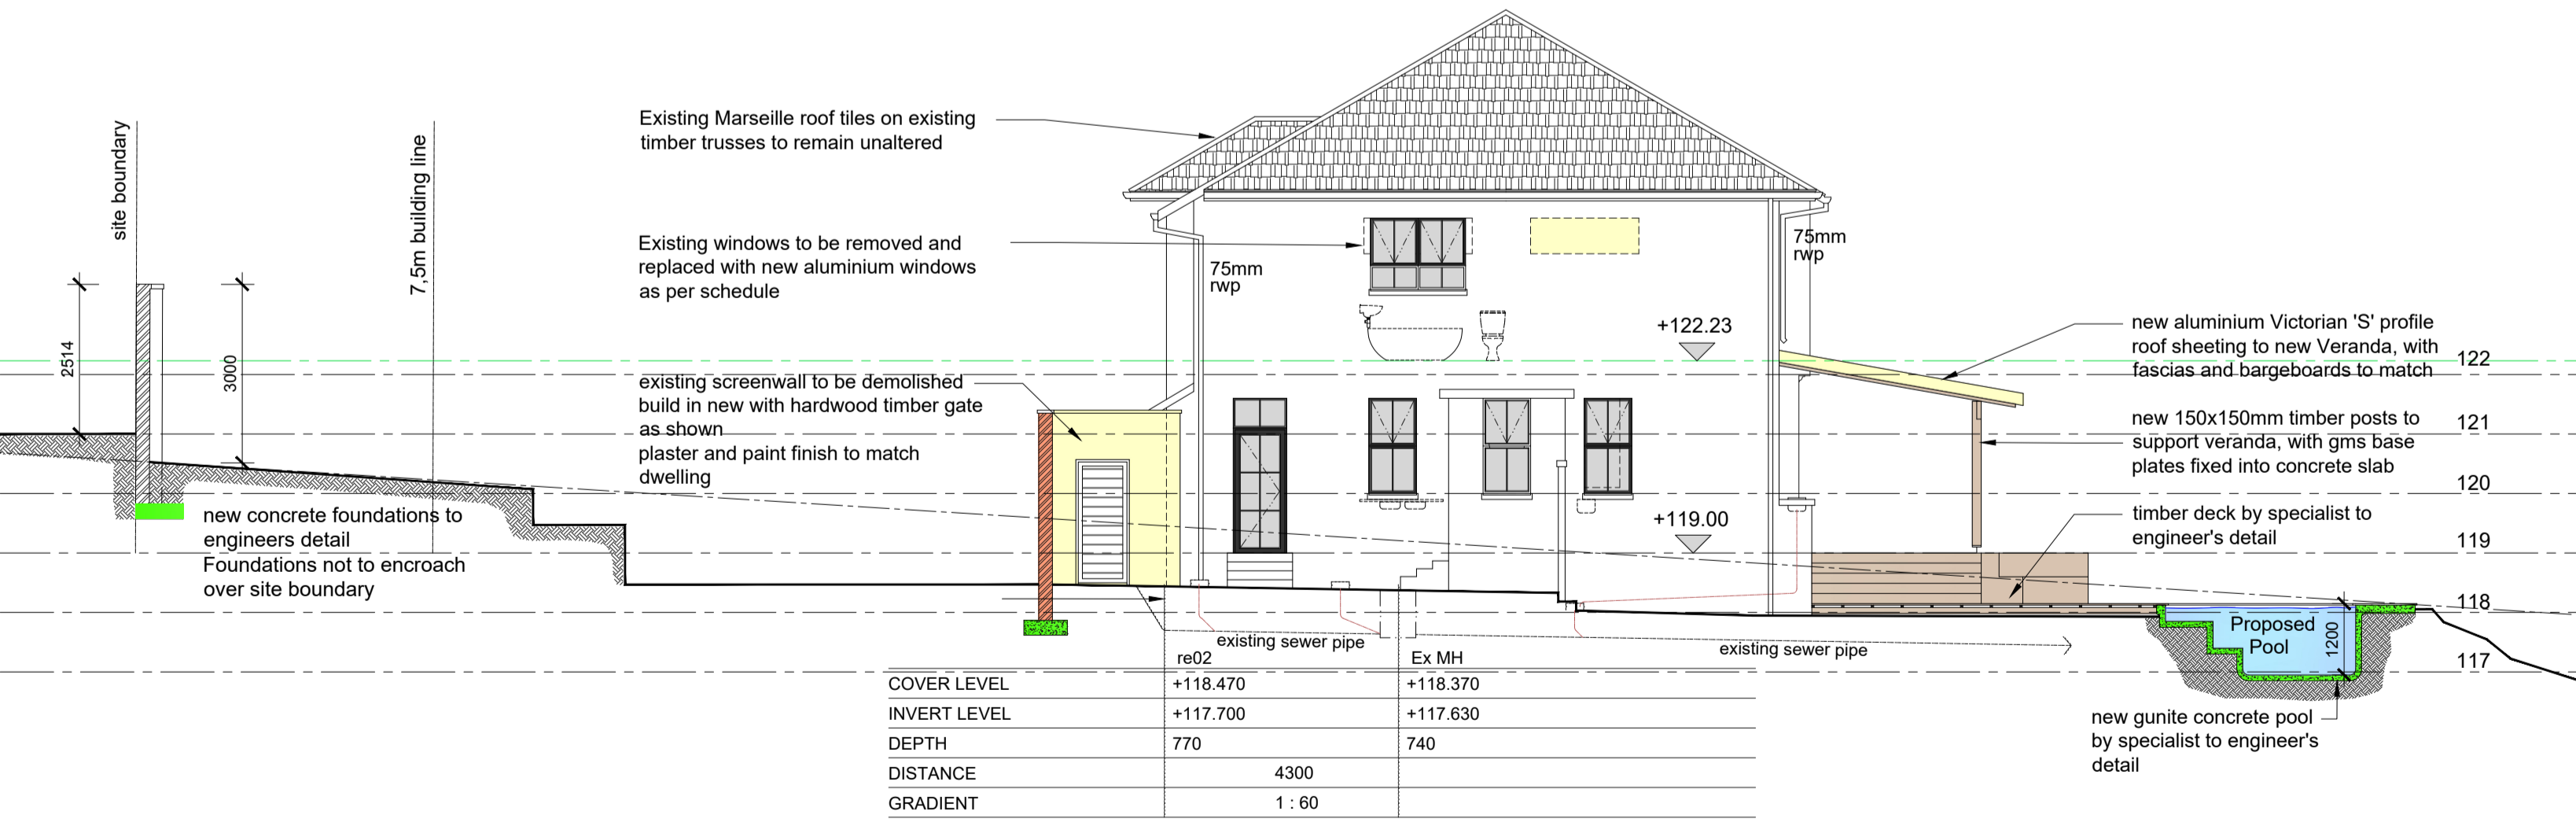 site boundary
7,5m building line
2514
3000
new concrete foundations to
engineers detail
Foundations not to encroach
over site boundary
Existing Marseille roof tiles on existing
timber trusses to remain unaltered
Existing windows to be removed and
replaced with new aluminium windows
as per schedule
existing screenwall to be demolished
build in new with hardwood timber gate
as shown
plaster and paint finish to match
dwelling
75mm
rwp
75mm
rwp
+122.23
+119.00
new aluminium Victorian 'S' profile
roof sheeting to new Veranda, with
fascias and bargeboards to match
new 150x150mm timber posts to
support veranda, with gms base
plates fixed into concrete slab
timber deck by specialist to
engineer's detail
122
121
120
119
118
117
Proposed
Pool
1200
new gunite concrete pool
by specialist to engineer's
detail
existing sewer pipe
existing sewer pipe
re02 Ex MH
COVER LEVEL +118.470 +118.370
INVERT LEVEL +117.700 +117.630
DEPTH 770 740
DISTANCE 4300
GRADIENT 1 : 60